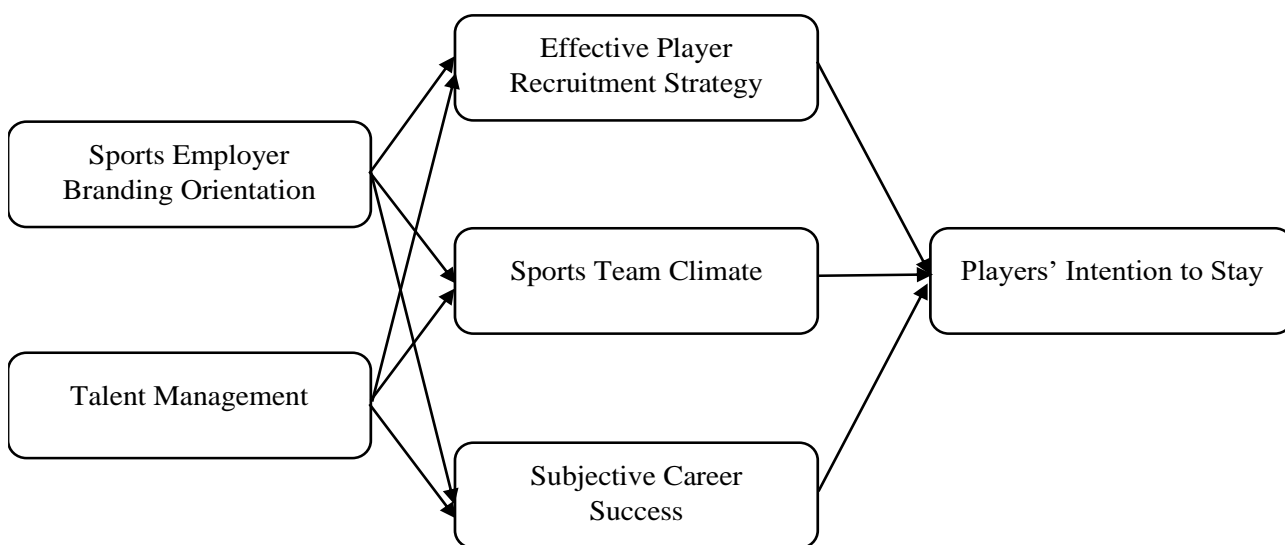 Effective Player
Recruitment Strategy
Sports Employer
Branding Orientation
Sports Team Climate
Players’ Intention to Stay
Talent Management
Subjective Career
Success